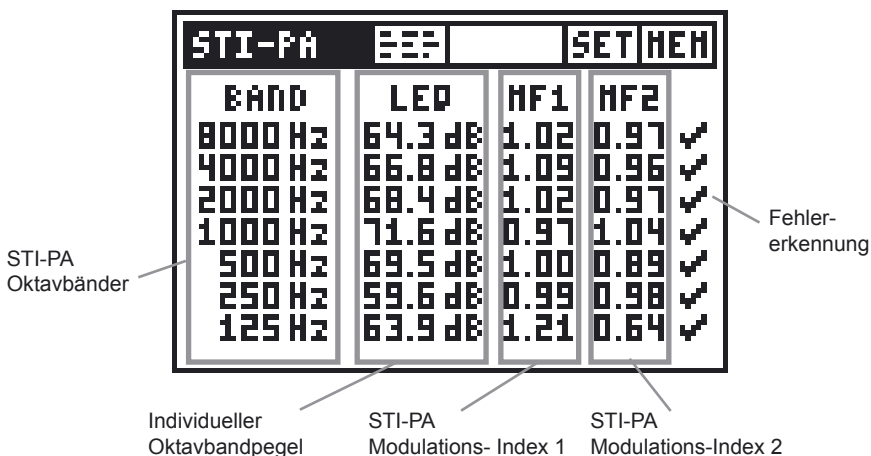 STI-PA SET MEM
BAND LEQ MF1 MF2
8000 Hz 64.3 dB 1.02 0.97
4000 Hz 66.8 dB 1.09 0.96
2000 Hz 68.4 dB 1.02 0.97
1000 Hz 71.6 dB 0.97 1.04
500 Hz 69.5 dB 1.00 0.89
250 Hz 59.6 dB 0.99 0.98
125 Hz 63.9 dB 1.21 0.64
Fehler-
erkennung
STI-PA
Oktavbänder
Individueller
Oktavbandpegel
STI-PA
Modulations- Index 1
STI-PA
Modulations-Index 2